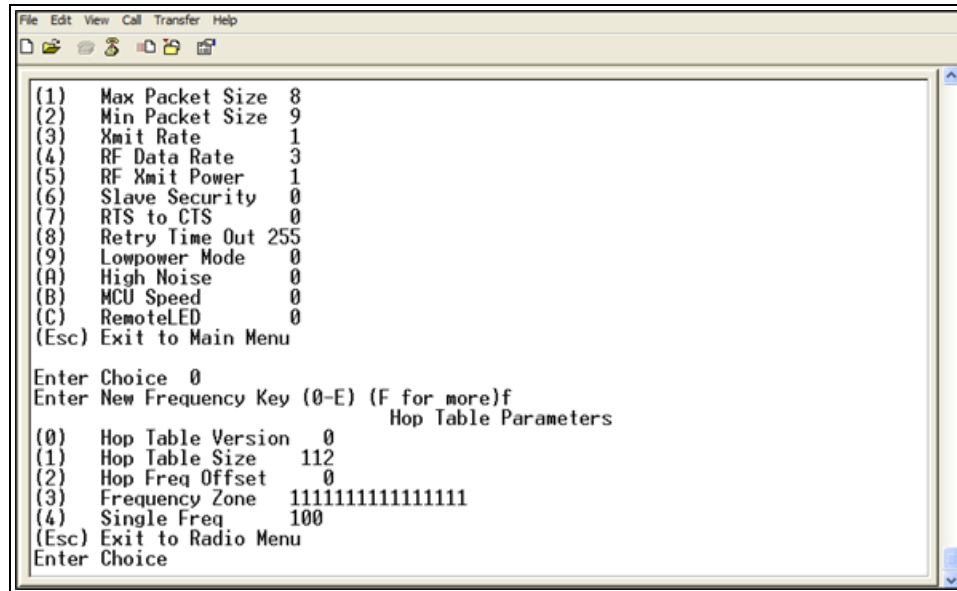 File Edit View Call Transfer Help
(1) Max Packet Size 8
(2) Min Packet Size 9
(3) Xmit Rate 1
(4) RF Data Rate 3
(5) RF Xmit Power 1
(6) Slave Security 0
(7) RTS to CTS 0
(8) Retry Time Out 255
(9) Lowpower Mode 0
(A) High Noise 0
(B) MCU Speed 0
(C) RemoteLED 0
(Esc) Exit to Main Menu
Enter Choice 0
Enter New Frequency Key (0-E) (F for more)f
Hop Table Parameters
(0) Hop Table Version 0
(1) Hop Table Size 112
(2) Hop Freq Offset 0
(3) Frequency Zone 1111111111111111
(4) Single Freq 100
(Esc) Exit to Radio Menu
Enter Choice